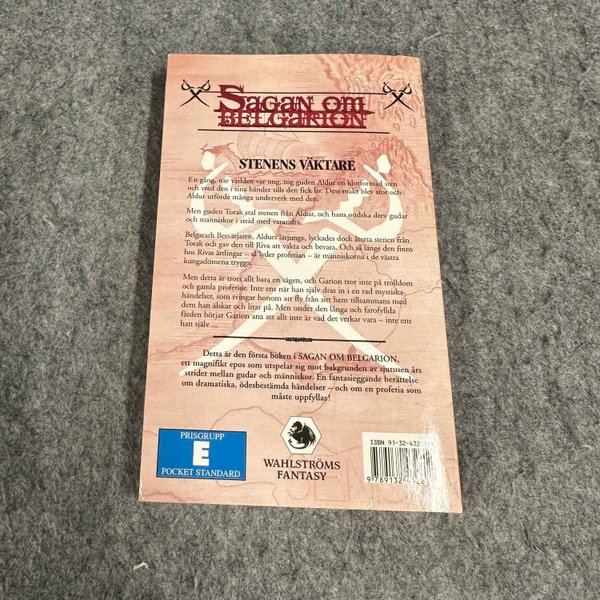 SAGAN OM
BELGARION
STENENS VÄKTARE
En gång, när världen var ung, tog guden Aldur en klotformad sten
och vred den i sina händer tills den fick liv. Dess makt blev stor och
Aldur utförde många underverk med den.
Men guden Torak stal stenen från Aldur, och hans ondska drev gudar
och människor i strid med varandra.
Belgarath Besvärjaren, Aldurs lärjunge, lyckades dock återta stenen från
Torak och gav den till Riva att vakta och bevara. Och så länge den finns
hos Rivas ättlingar – så lyder profetian – är människorna i de västra
kungadömena trygga.
Men detta är trots allt bara en sägen, och Garion tror inte på trolldom
och gamla profetior. Inte ens när han själv dras in i en rad mystiska
händelser, som tvingar honom att fly från sitt hem tillsammans med
dem han älskar och litar på. Men under den långa och farofyllda
färden börjar Garion ana att allt inte är vad det verkar vara – inte ens
han själv ...
Detta är den första boken i SAGAN OM BELGARION,
ett magnifikt epos som utspelar sig mot bakgrunden av sjutusen års
strider mellan gudar och människor. En fantasieggande berättelse
om dramatiska, ödesbestämda händelser – och om en profetia som
måste uppfyllas!
PRISGRUPP
E
POCKET STANDARD
WAHLSTRÖMS
FANTASY
ISBN